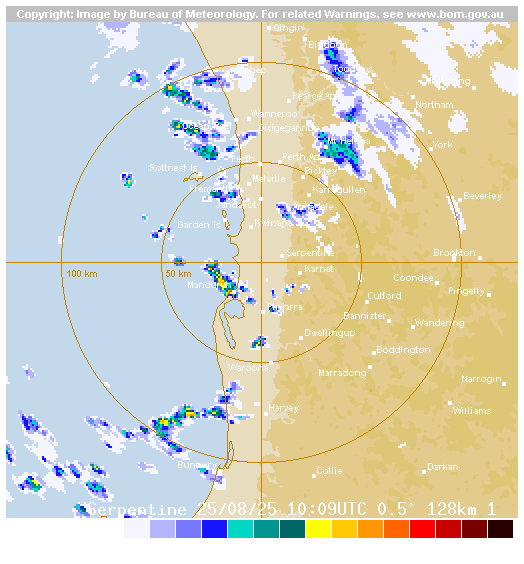 Copyright: Image by Bureau of Meteorology. For related Warnings, see www.bom.gov.au
Gingin
Northam
Pearce Ap
Wanneroo
Gidgegannup
York
Perth
Perth Ap
Rottnest Is
Bickley
Melville
Karragullen
Beverley
Garden Is
Kwinana
Serpentine
Brookton
Karnet
100 km
50 km
Coondee
Mandurah
Pingelly
Culford
Bannister
Wandering
Dwellingup
Boddington
Waroona
Marradong
Narrogin
Harvey
Williams
Bunbury
Collie
Darkan
Serpentine 25/08/25 10:09UTC 0.5° 128km 1